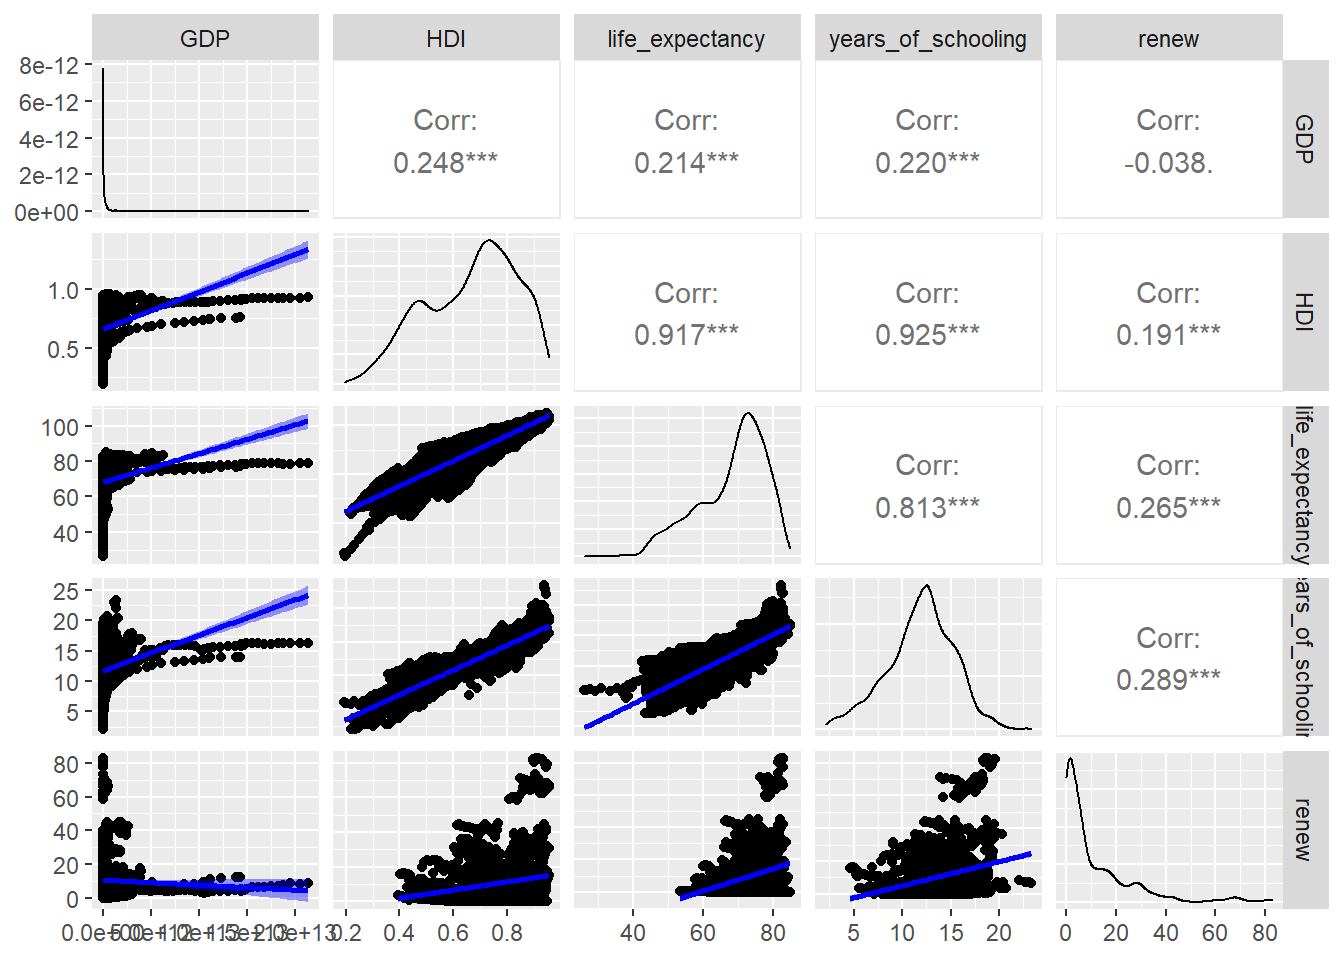 GDP
HDI
life_expectancy
years_of_schooling
renew
8e-12
6e-12
4e-12
2e-12
0e+00
Corr:
0.248***
Corr:
0.214***
Corr:
0.220***
Corr:
-0.038.
GDP
1.0
0.5
Corr:
0.917***
Corr:
0.925***
Corr:
0.191***
HDI
100
80
60
40
Corr:
0.813***
Corr:
0.265***
life_expectancy
25
20
15
10
5
Corr:
0.289***
ears_of_schoolin
80
60
40
20
0
renew
0.2
0.4
0.6
0.8
40
60
80
5
10
15
20
0
20
40
60
80